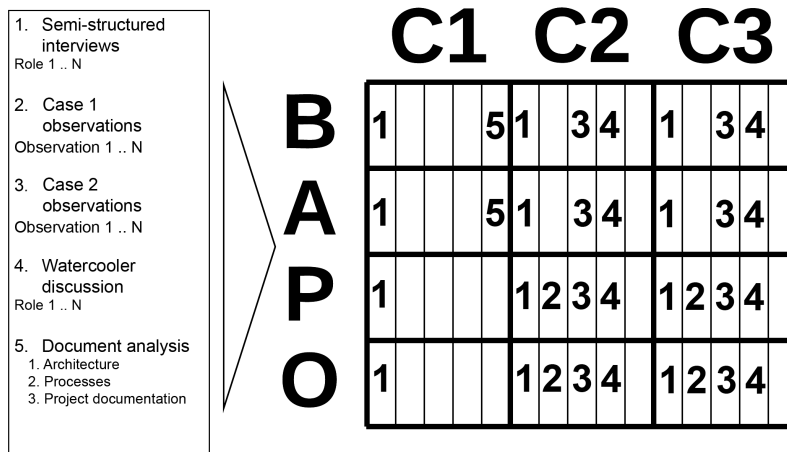 1. Semi-structured
interviews
Role 1 .. N
2. Case 1
observations
Observation 1 .. N
3. Case 2
observations
Observation 1 .. N
4. Watercooler
discussion
Role 1 .. N
5. Document analysis
1. Architecture
2. Processes
3. Project documentation
C1 C2 C3
B 1 5 1 3 4 1 3 4
A 1 5 1 3 4 1 3 4
P 1 1 2 3 4 1 2 3 4
O 1 1 2 3 4 1 2 3 4